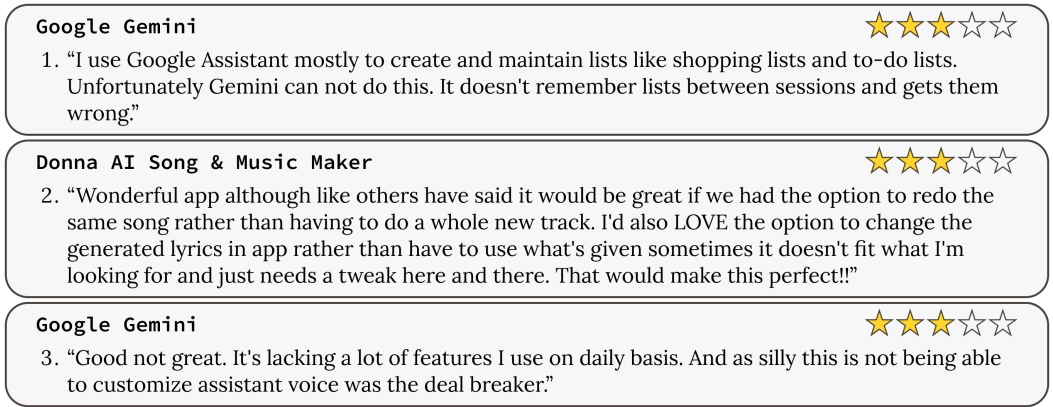 Google Gemini
1. “I use Google Assistant mostly to create and maintain lists like shopping lists and to-do lists.
Unfortunately Gemini can not do this. It doesn't remember lists between sessions and gets them
wrong.”
Donna AI Song & Music Maker
2. “Wonderful app although like others have said it would be great if we had the option to redo the
same song rather than having to do a whole new track. I'd also LOVE the option to change the
generated lyrics in app rather than have to use what's given sometimes it doesn't fit what I'm
looking for and just needs a tweak here and there. That would make this perfect!!”
Google Gemini
3. “Good not great. It's lacking a lot of features I use on daily basis. And as silly this is not being able
to customize assistant voice was the deal breaker.”